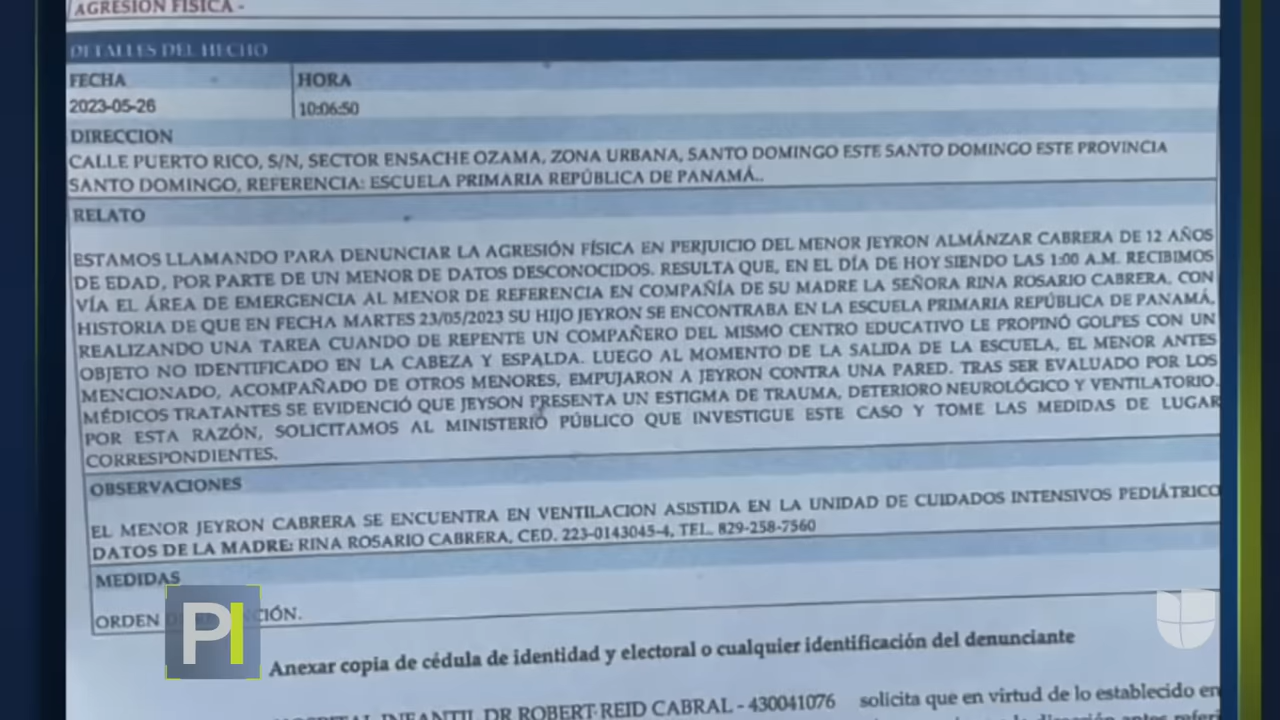 AGRESIÓN FÍSICA -
DETALLES DEL HECHO
FECHA HORA
2023-05-26 10:06:50
DIRECCION
CALLE PUERTO RICO, S/N, SECTOR ENSACHE OZAMA, ZONA URBANA, SANTO DOMINGO ESTE SANTO DOMINGO ESTE PROVINCIA
SANTO DOMINGO, REFERENCIA: ESCUELA PRIMARIA REPÚBLICA DE PANAMÁ..
RELATO
ESTAMOS LLAMANDO PARA DENUNCIAR LA AGRESIÓN FÍSICA EN PERJUICIO DEL MENOR JEYRON ALMÁNZAR CABRERA DE 12 AÑOS
DE EDAD, POR PARTE DE UN MENOR DE DATOS DESCONOCIDOS. RESULTA QUE, EN EL DÍA DE HOY SIENDO LAS 1:00 A.M. RECIBIMOS
VÍA EL ÁREA DE EMERGENCIA AL MENOR DE REFERENCIA EN COMPAÑÍA DE SU MADRE LA SEÑORA RINA ROSARIO CABRERA, CON
HISTORIA DE QUE EN FECHA MARTES 23/05/2023 SU HIJO JEYRON SE ENCONTRABA EN LA ESCUELA PRIMARIA REPÚBLICA DE PANAMÁ,
REALIZANDO UNA TAREA CUANDO DE REPENTE UN COMPAÑERO DEL MISMO CENTRO EDUCATIVO LE PROPINÓ GOLPES CON UN
OBJETO NO IDENTIFICADO EN LA CABEZA Y ESPALDA. LUEGO AL MOMENTO DE LA SALIDA DE LA ESCUELA, EL MENOR ANTES
MENCIONADO, ACOMPAÑADO DE OTROS MENORES, EMPUJARON A JEYRON CONTRA UNA PARED. TRAS SER EVALUADO POR LOS
MÉDICOS TRATANTES SE EVIDENCIÓ QUE JEYSON PRESENTA UN ESTIGMA DE TRAUMA, DETERIORO NEUROLÓGICO Y VENTILATORIO.
POR ESTA RAZÓN, SOLICITAMOS AL MINISTERIO PÚBLICO QUE INVESTIGUE ESTE CASO Y TOME LAS MEDIDAS DE LUGAR
CORRESPONDIENTES.
OBSERVACIONES
EL MENOR JEYRON CABRERA SE ENCUENTRA EN VENTILACION ASISTIDA EN LA UNIDAD DE CUIDADOS INTENSIVOS PEDIÁTRICO
DATOS DE LA MADRE: RINA ROSARIO CABRERA, CED. 223-0143045-4, TEL. 829-258-7560
MEDIDAS
ORDEN
PI
Anexar copia de cédula de identidad y electoral o cualquier identificación del denunciante
HOSPITAL INFANTIL DR ROBERT REID CABRAL - 430041076 solicita que en virtud de lo establecido en